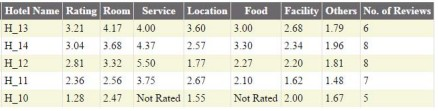 Hotel Name Rating Room Service Location Food Facility Others No. of Reviews
H_13 3.21 4.17 4.00 3.60 3.00 2.68 1.79 6
H_14 3.04 3.68 4.37 2.57 3.30 2.34 1.96 8
H_12 2.81 3.32 5.50 1.77 2.27 2.20 1.81 8
H_11 2.36 2.56 3.75 2.67 2.10 1.62 1.48 7
H_10 1.28 2.47 Not Rated 1.55 Not Rated 2.00 1.67 5